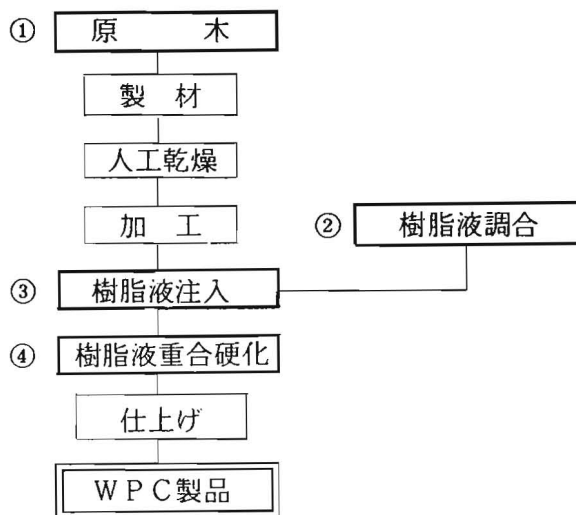 ① 原 木
製 材
人工乾燥
加 工
② 樹脂液調合
③ 樹脂液注入
④ 樹脂液重合硬化
仕上げ
WPC製品